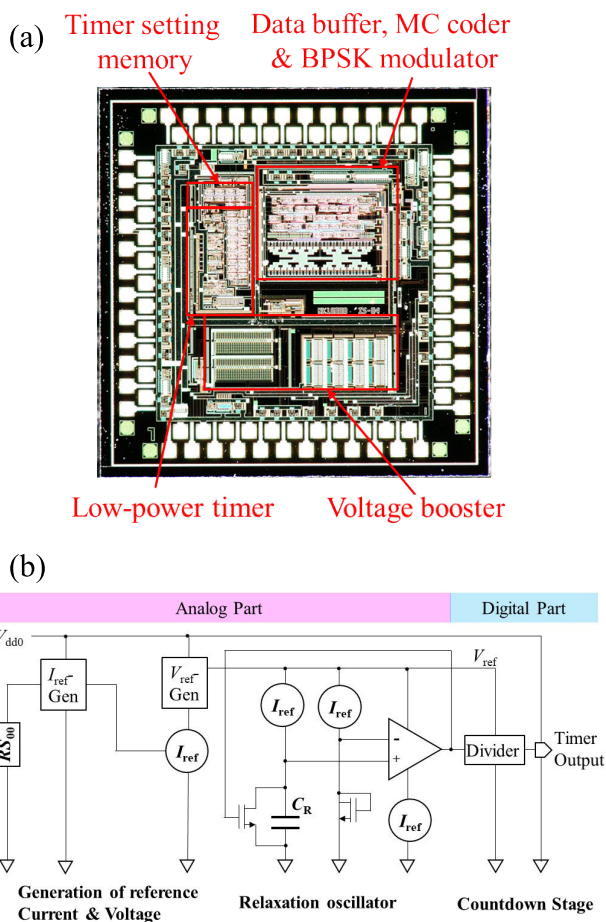 (a)
Timer setting
memory
Data buffer, MC coder
& BPSK modulator
Low-power timer
Voltage booster
(b)
Analog Part
Digital Part
Vdd0
Iref-
Gen
Vref-
Gen
Iref
Iref
Vref
Iref
-
+
Divider
Timer
Output
RS00
CR
Iref
Generation of reference
Current & Voltage
Relaxation oscillator
Countdown Stage